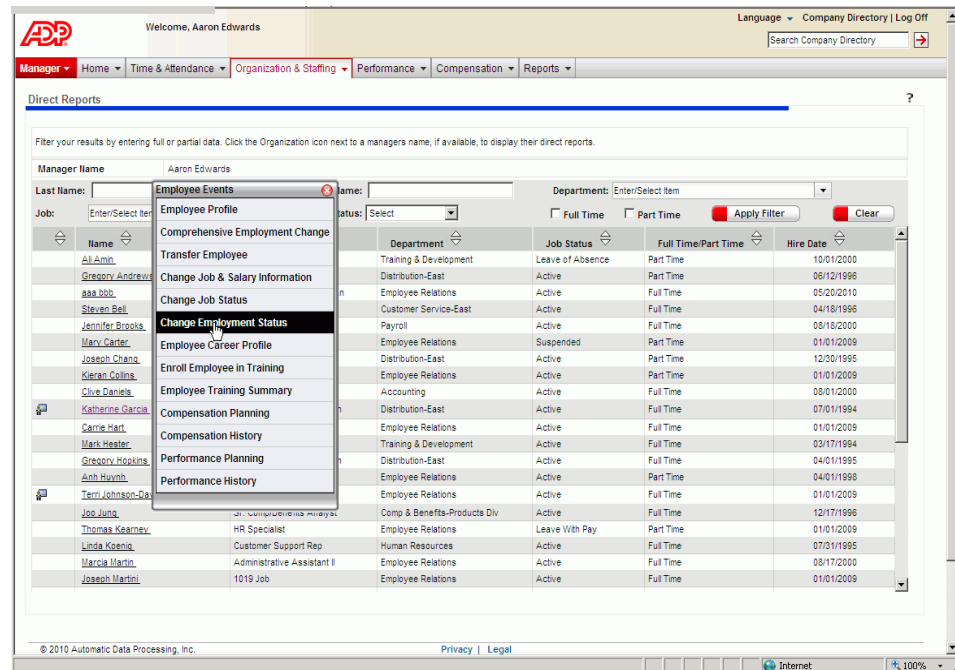 Language Company Directory | Log Off
ADP Welcome, Aaron Edwards
Search Company Directory
Manager Home Time & Attendance Organization & Staffing Performance Compensation Reports
Direct Reports ?
Filter your results by entering full or partial data. Click the Organization icon next to a managers name, if available, to display their direct reports.
Manager Name Aaron Edwards
Last Name: Name: Department: Enter/Select Item
Job: Enter/Select Item Status: Select Full Time Part Time Apply Filter Clear
Employee Events
Employee Profile
Comprehensive Employment Change
Transfer Employee
Change Job & Salary Information
Change Job Status
Change Employment Status
Employee Career Profile
Enroll Employee in Training
Employee Training Summary
Compensation Planning
Compensation History
Performance Planning
Performance History
Name Department Job Status Full Time/Part Time Hire Date
Ali Amin Training & Development Leave of Absence Part Time 10/01/2000
Gregory Andrews Distribution-East Active Part Time 06/12/1996
aaa bbb n Employee Relations Active Full Time 05/20/2010
Steven Bell Customer Service-East Active Full Time 04/18/1996
Jennifer Brooks Payroll Active Full Time 08/18/2000
Mary Carter Employee Relations Suspended Part Time 01/01/2009
Joseph Chang Distribution-East Active Part Time 12/30/1995
Kieran Collins Employee Relations Active Part Time 01/01/2009
Clive Daniels Accounting Active Full Time 08/01/2000
Katherine Garcia h Distribution-East Active Full Time 07/01/1994
Carrie Hart Employee Relations Active Full Time 01/01/2009
Mark Hester Training & Development Active Full Time 03/17/1994
Gregory Hopkins h Distribution-East Active Full Time 04/01/1995
Anh Huynh Employee Relations Active Part Time 04/01/1998
Terri Johnson-Dav Employee Relations Active Full Time 01/01/2009
Joo Jung Sr. Comp/Benefits Analyst Comp & Benefits-Products Div Active Full Time 12/17/1996
Thomas Kearney HR Specialist Employee Relations Leave With Pay Part Time 01/01/2009
Linda Koenig Customer Support Rep Human Resources Active Full Time 07/31/1995
Marcia Martin Administrative Assistant II Employee Relations Active Full Time 08/17/2000
Joseph Martini 1019 Job Employee Relations Active Full Time 01/01/2009
© 2010 Automatic Data Processing, Inc. Privacy | Legal
Internet 100%